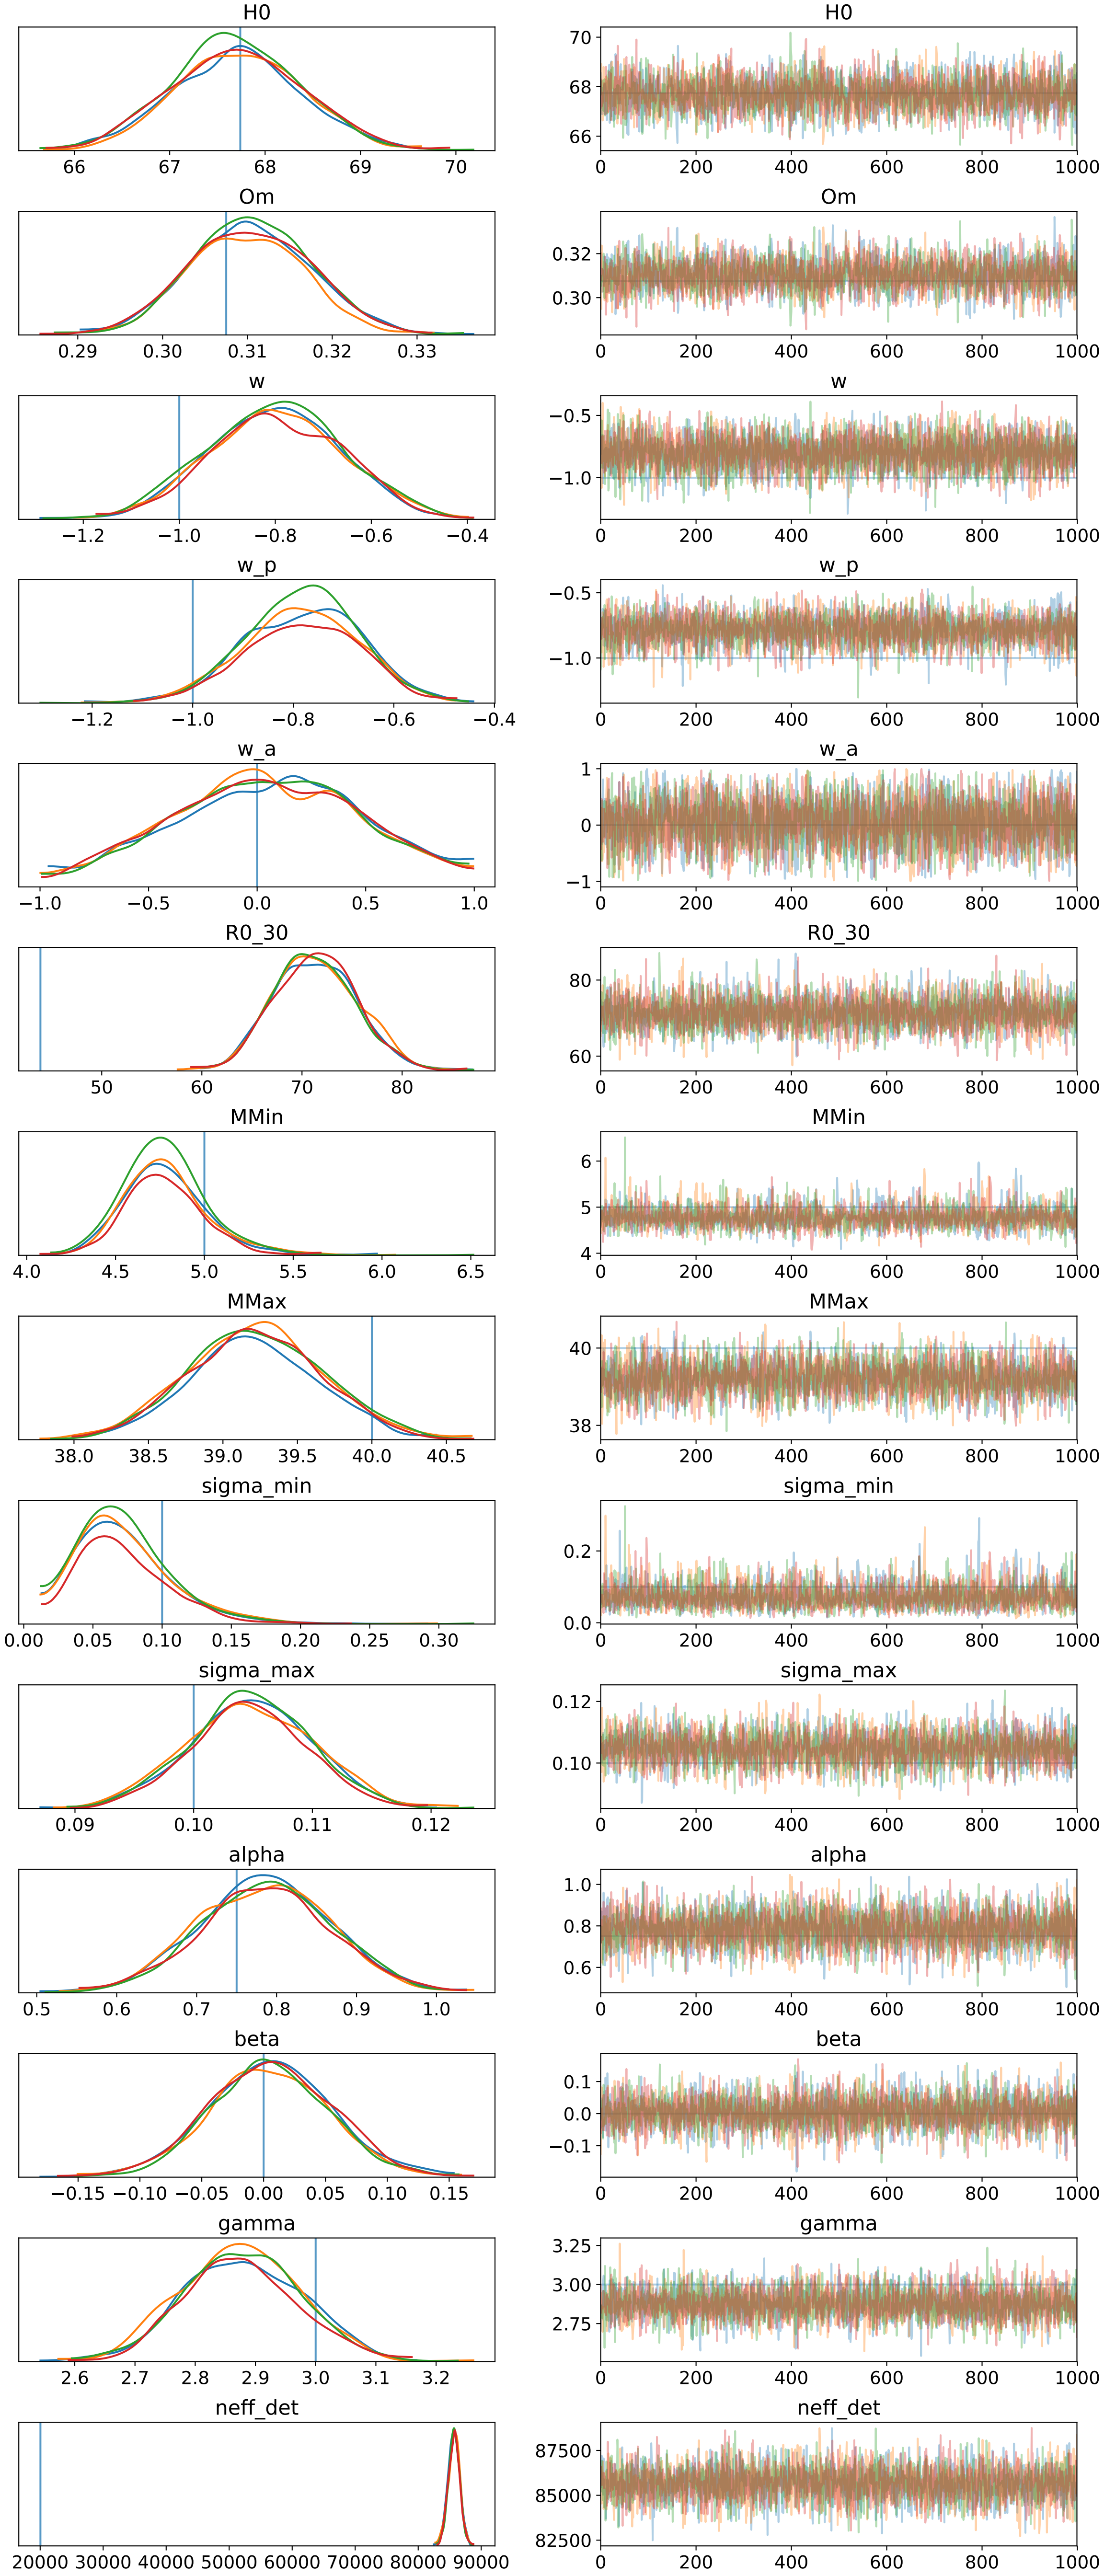 H0 H0
70
68
66
66 67 68 69 70 0 200 400 600 800 1000
Om Om
0.32
0.30
0.29 0.30 0.31 0.32 0.33 0 200 400 600 800 1000
w w
−0.5
−1.0
−1.2 −1.0 −0.8 −0.6 −0.4 0 200 400 600 800 1000
w_p w_p
−0.5
−1.0
−1.2 −1.0 −0.8 −0.6 −0.4 0 200 400 600 800 1000
w_a w_a
1
0
−1
−1.0 −0.5 0.0 0.5 1.0 0 200 400 600 800 1000
R0_30 R0_30
80
60
50 60 70 80 0 200 400 600 800 1000
MMin MMin
6
5
4
4.0 4.5 5.0 5.5 6.0 6.5 0 200 400 600 800 1000
MMax MMax
40
38
38.0 38.5 39.0 39.5 40.0 40.5 0 200 400 600 800 1000
sigma_min sigma_min
0.2
0.0
0.00 0.05 0.10 0.15 0.20 0.25 0.30 0 200 400 600 800 1000
sigma_max sigma_max
0.12
0.10
0.09 0.10 0.11 0.12 0 200 400 600 800 1000
alpha alpha
1.0
0.8
0.6
0.5 0.6 0.7 0.8 0.9 1.0 0 200 400 600 800 1000
beta beta
0.1
0.0
−0.1
−0.15 −0.10 −0.05 0.00 0.05 0.10 0.15 0 200 400 600 800 1000
gamma gamma
3.25
3.00
2.75
2.6 2.7 2.8 2.9 3.0 3.1 3.2 0 200 400 600 800 1000
neff_det neff_det
87500
85000
82500
20000 30000 40000 50000 60000 70000 80000 90000 0 200 400 600 800 1000